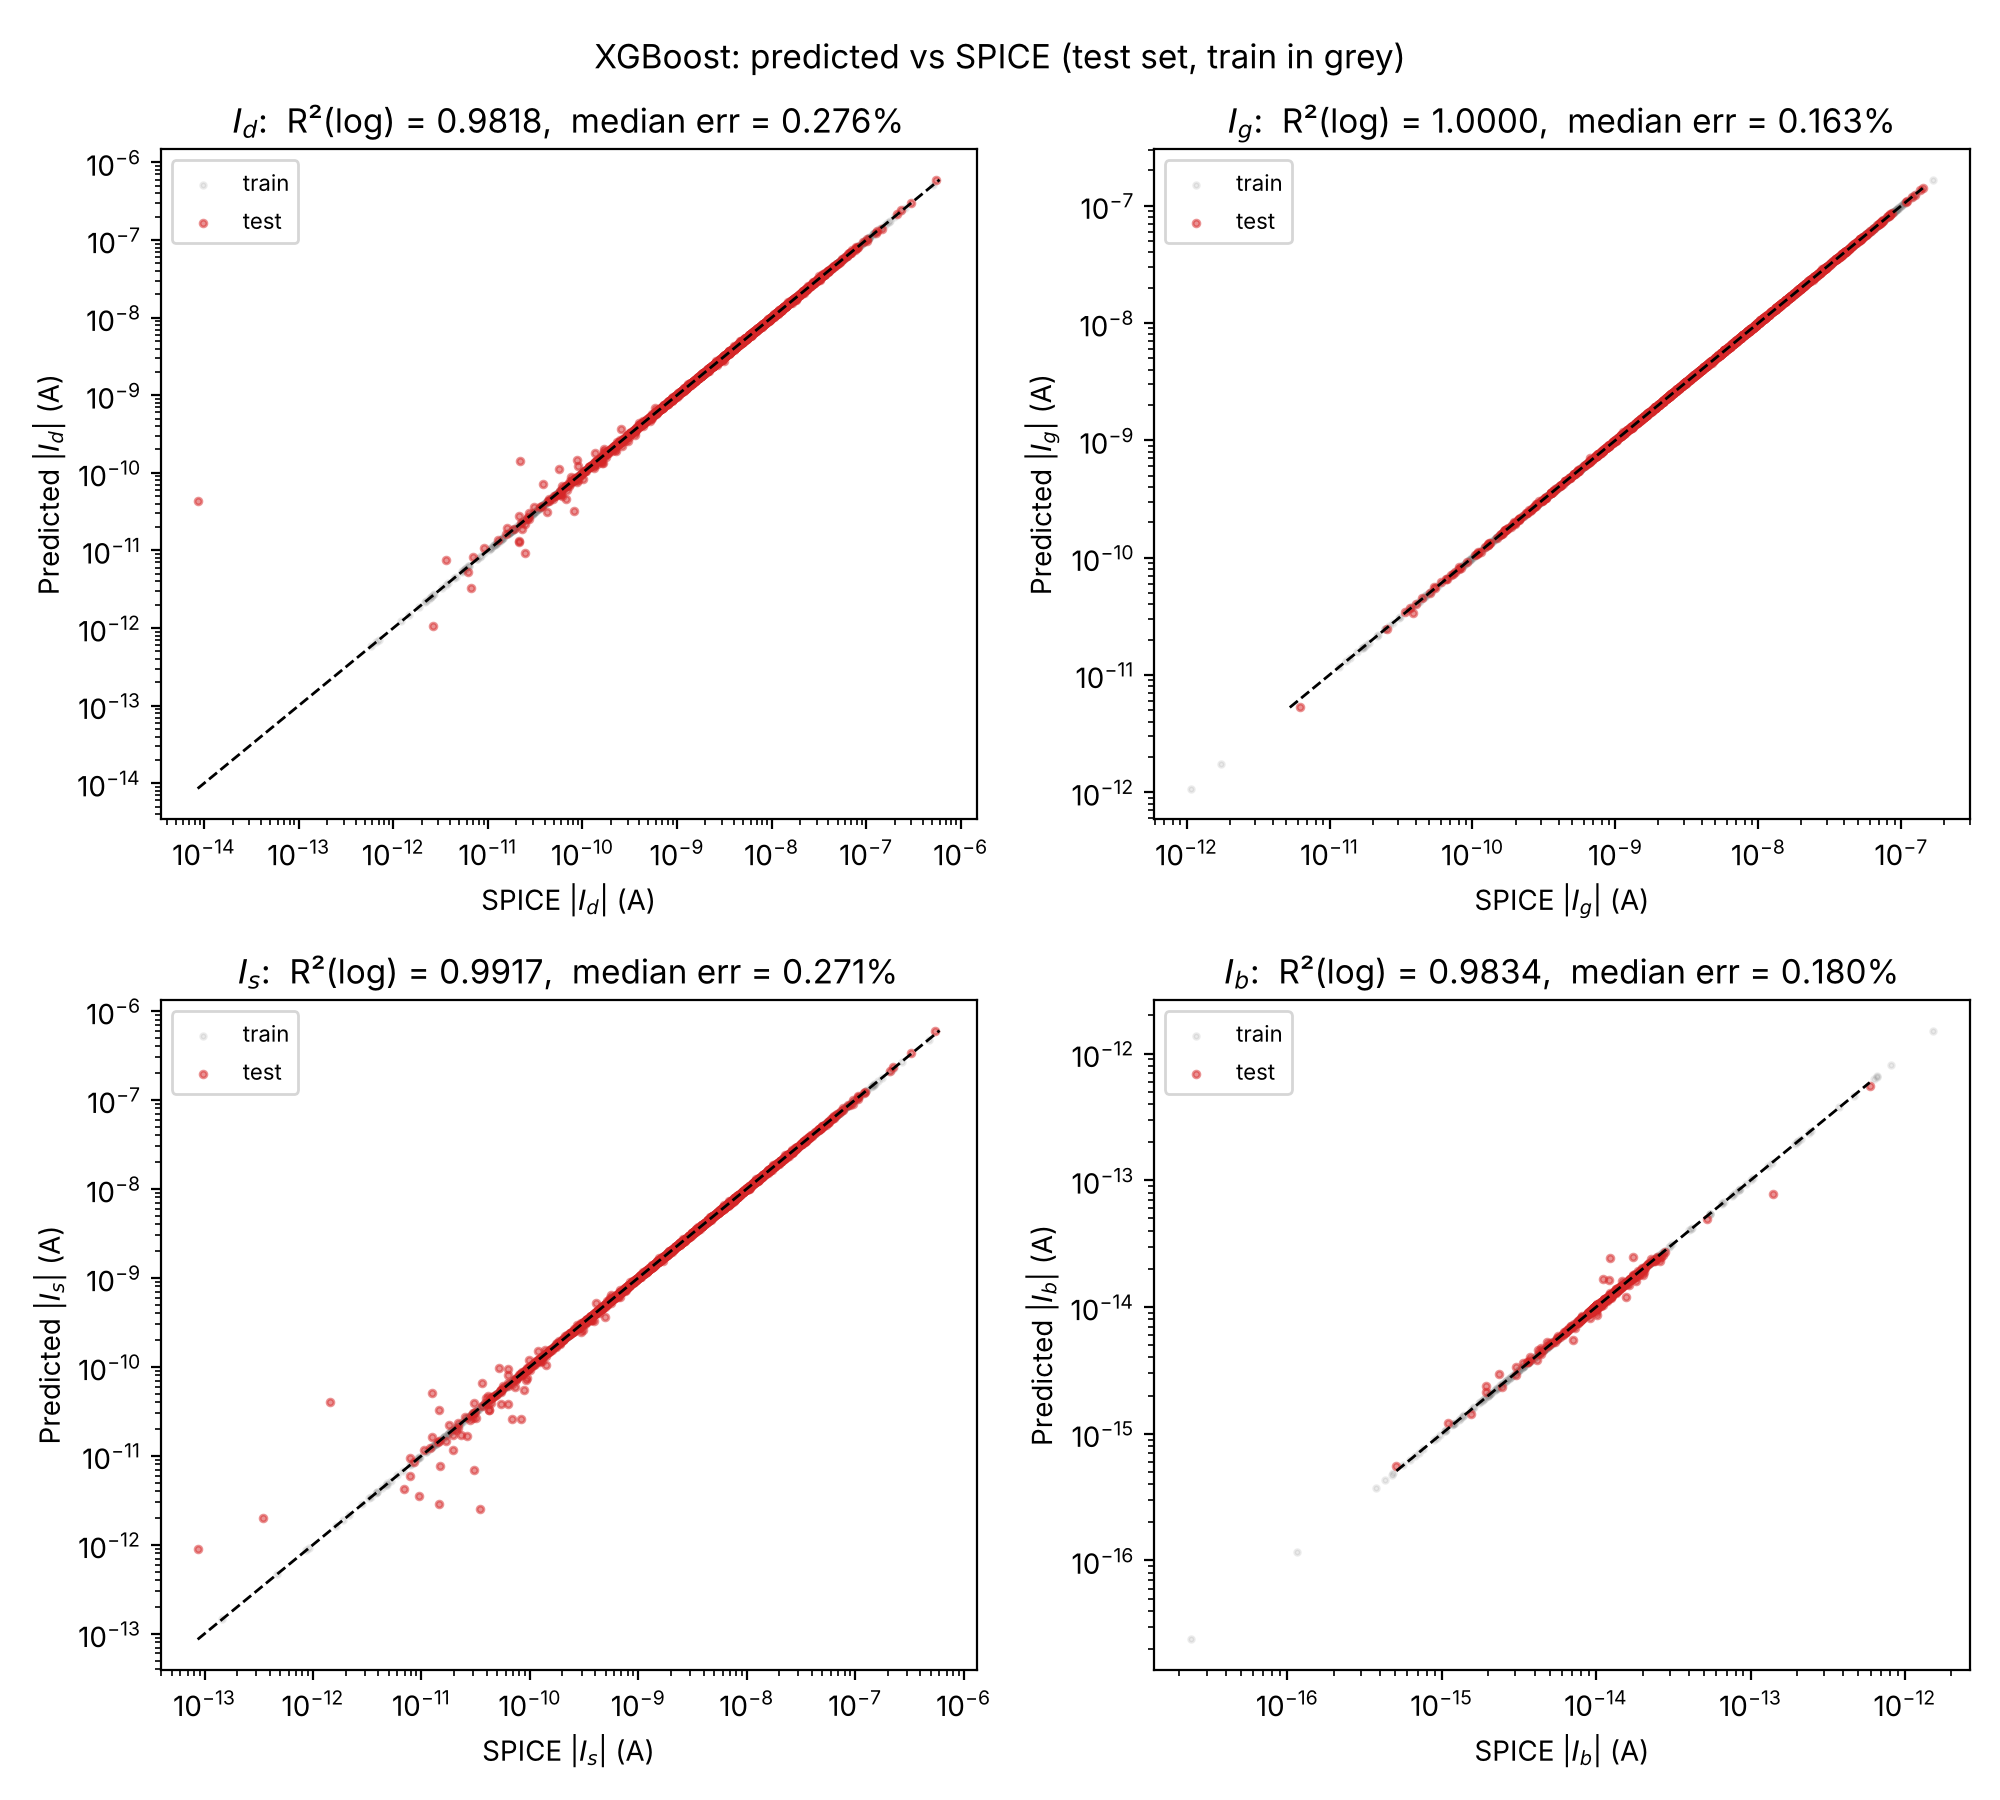 XGBoost: predicted vs SPICE (test set, train in grey)
I_d: R²(log) = 0.9818, median err = 0.276%
train
test
10⁻⁶
10⁻⁷
10⁻⁸
10⁻⁹
10⁻¹⁰
10⁻¹¹
10⁻¹²
10⁻¹³
10⁻¹⁴
Predicted |I_d| (A)
10⁻¹⁴ 10⁻¹³ 10⁻¹² 10⁻¹¹ 10⁻¹⁰ 10⁻⁹ 10⁻⁸ 10⁻⁷ 10⁻⁶
SPICE |I_d| (A)
I_g: R²(log) = 1.0000, median err = 0.163%
train
test
10⁻⁷
10⁻⁸
10⁻⁹
10⁻¹⁰
10⁻¹¹
10⁻¹²
Predicted |I_g| (A)
10⁻¹² 10⁻¹¹ 10⁻¹⁰ 10⁻⁹ 10⁻⁸ 10⁻⁷
SPICE |I_g| (A)
I_s: R²(log) = 0.9917, median err = 0.271%
train
test
10⁻⁶
10⁻⁷
10⁻⁸
10⁻⁹
10⁻¹⁰
10⁻¹¹
10⁻¹²
10⁻¹³
Predicted |I_s| (A)
10⁻¹³ 10⁻¹² 10⁻¹¹ 10⁻¹⁰ 10⁻⁹ 10⁻⁸ 10⁻⁷ 10⁻⁶
SPICE |I_s| (A)
I_b: R²(log) = 0.9834, median err = 0.180%
train
test
10⁻¹²
10⁻¹³
10⁻¹⁴
10⁻¹⁵
10⁻¹⁶
Predicted |I_b| (A)
10⁻¹⁶ 10⁻¹⁵ 10⁻¹⁴ 10⁻¹³ 10⁻¹²
SPICE |I_b| (A)